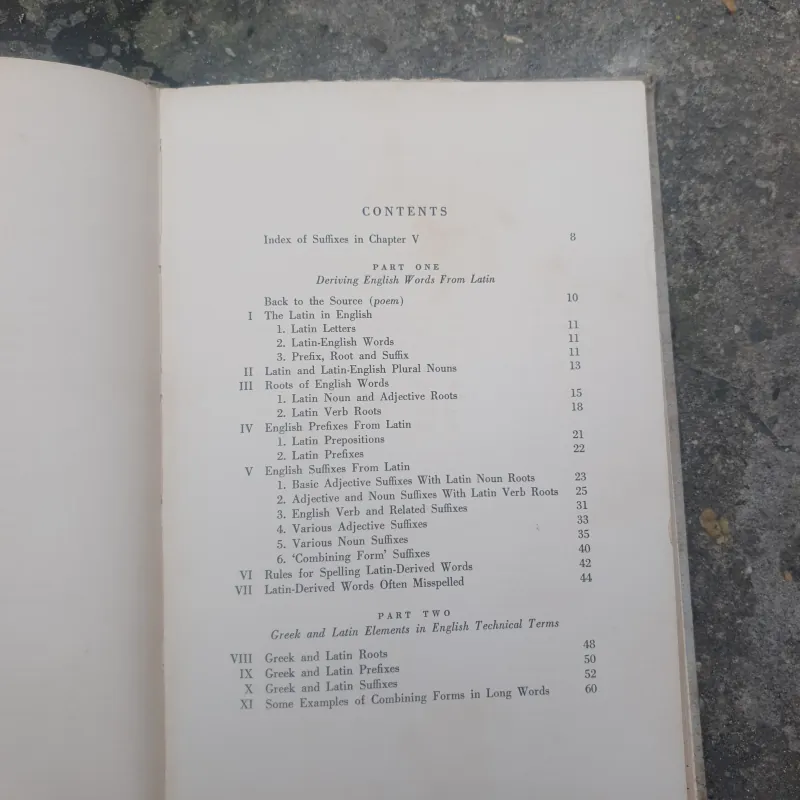 CONTENTS
Index of Suffixes in Chapter V 8
PART ONE
Deriving English Words From Latin
Back to the Source (poem) 10
I The Latin in English
1. Latin Letters 11
2. Latin-English Words 11
3. Prefix, Root and Suffix 11
II Latin and Latin-English Plural Nouns 13
III Roots of English Words
1. Latin Noun and Adjective Roots 15
2. Latin Verb Roots 18
IV English Prefixes From Latin
1. Latin Prepositions 21
2. Latin Prefixes 22
V English Suffixes From Latin
1. Basic Adjective Suffixes With Latin Noun Roots 23
2. Adjective and Noun Suffixes With Latin Verb Roots 25
3. English Verb and Related Suffixes 31
4. Various Adjective Suffixes 33
5. Various Noun Suffixes 35
6. ‘Combining Form’ Suffixes 40
VI Rules for Spelling Latin-Derived Words 42
VII Latin-Derived Words Often Misspelled 44
PART TWO
Greek and Latin Elements in English Technical Terms
VIII Greek and Latin Roots 48
IX Greek and Latin Prefixes 50
X Greek and Latin Suffixes 52
XI Some Examples of Combining Forms in Long Words 60